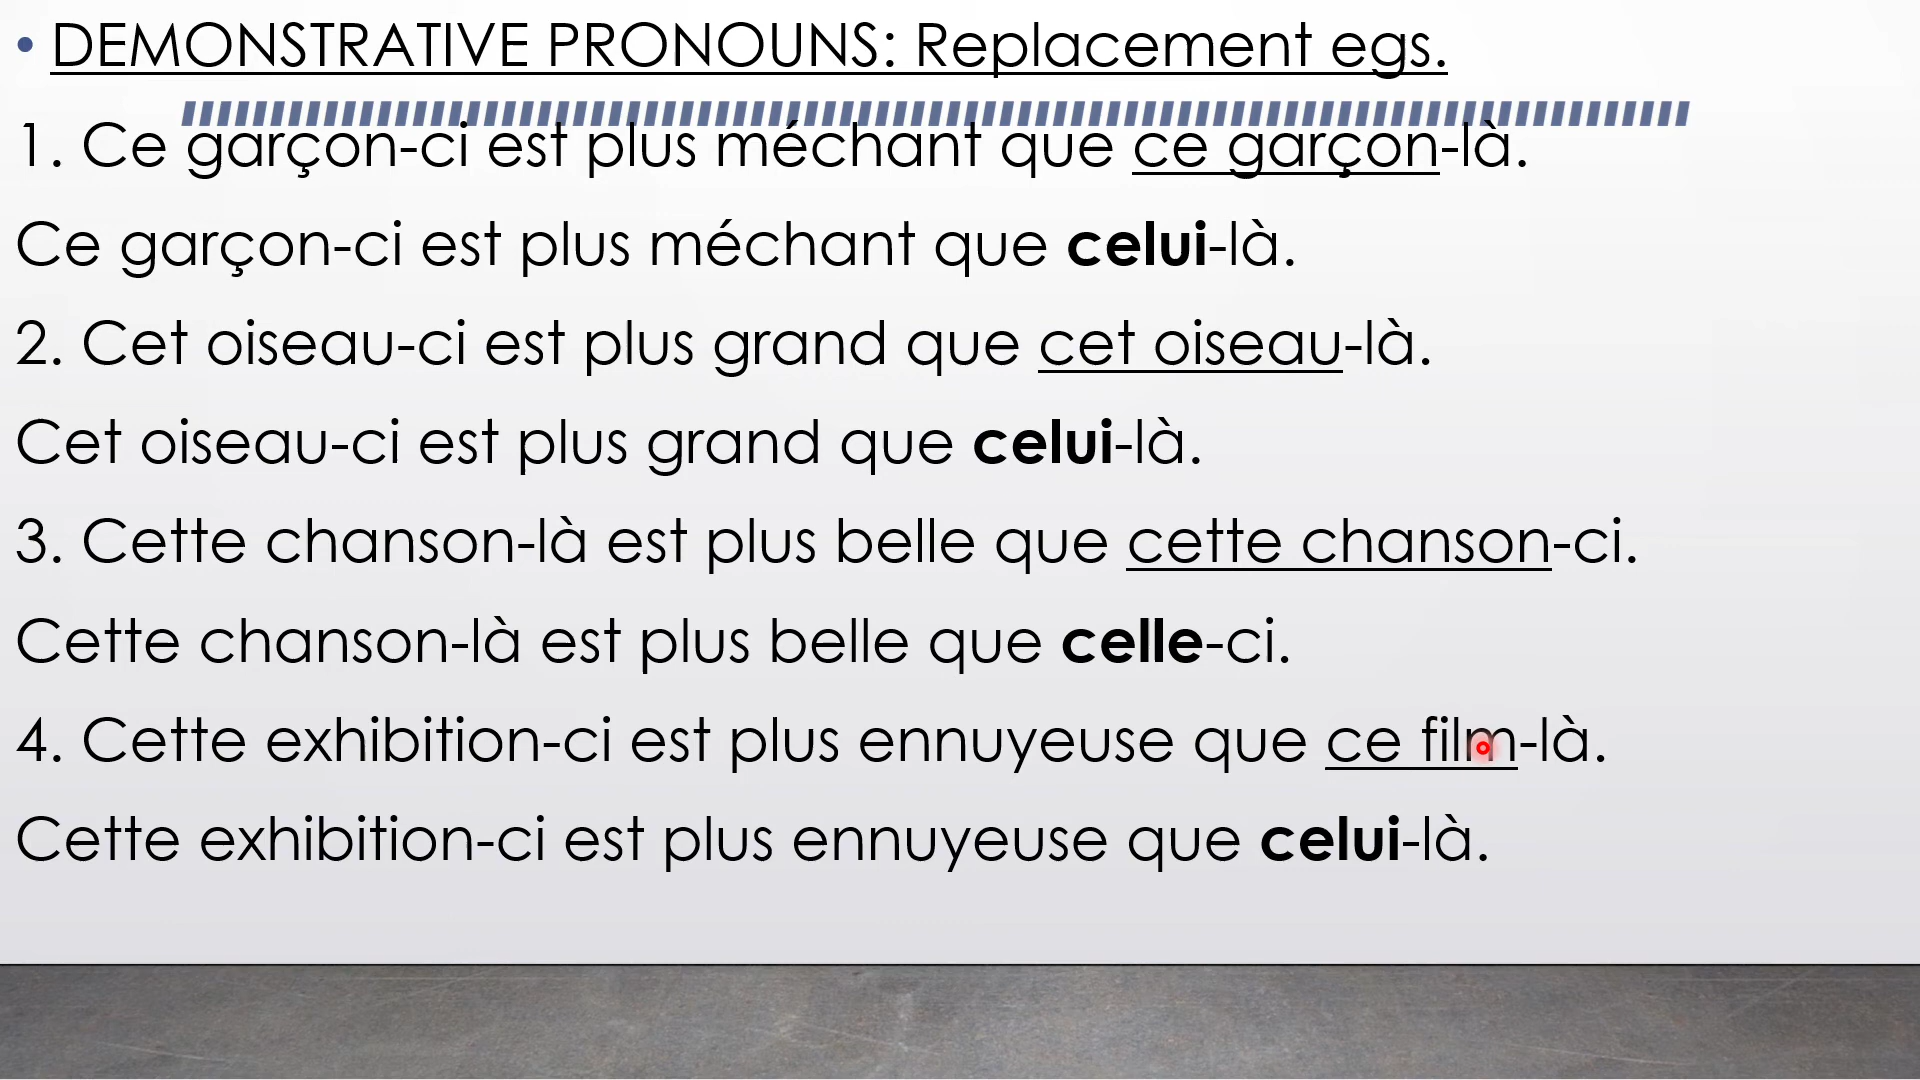 • DEMONSTRATIVE PRONOUNS: Replacement egs.
1. Ce garçon-ci est plus méchant que ce garçon-là.
Ce garçon-ci est plus méchant que celui-là.
2. Cet oiseau-ci est plus grand que cet oiseau-là.
Cet oiseau-ci est plus grand que celui-là.
3. Cette chanson-là est plus belle que cette chanson-ci.
Cette chanson-là est plus belle que celle-ci.
4. Cette exhibition-ci est plus ennuyeuse que ce film-là.
Cette exhibition-ci est plus ennuyeuse que celui-là.